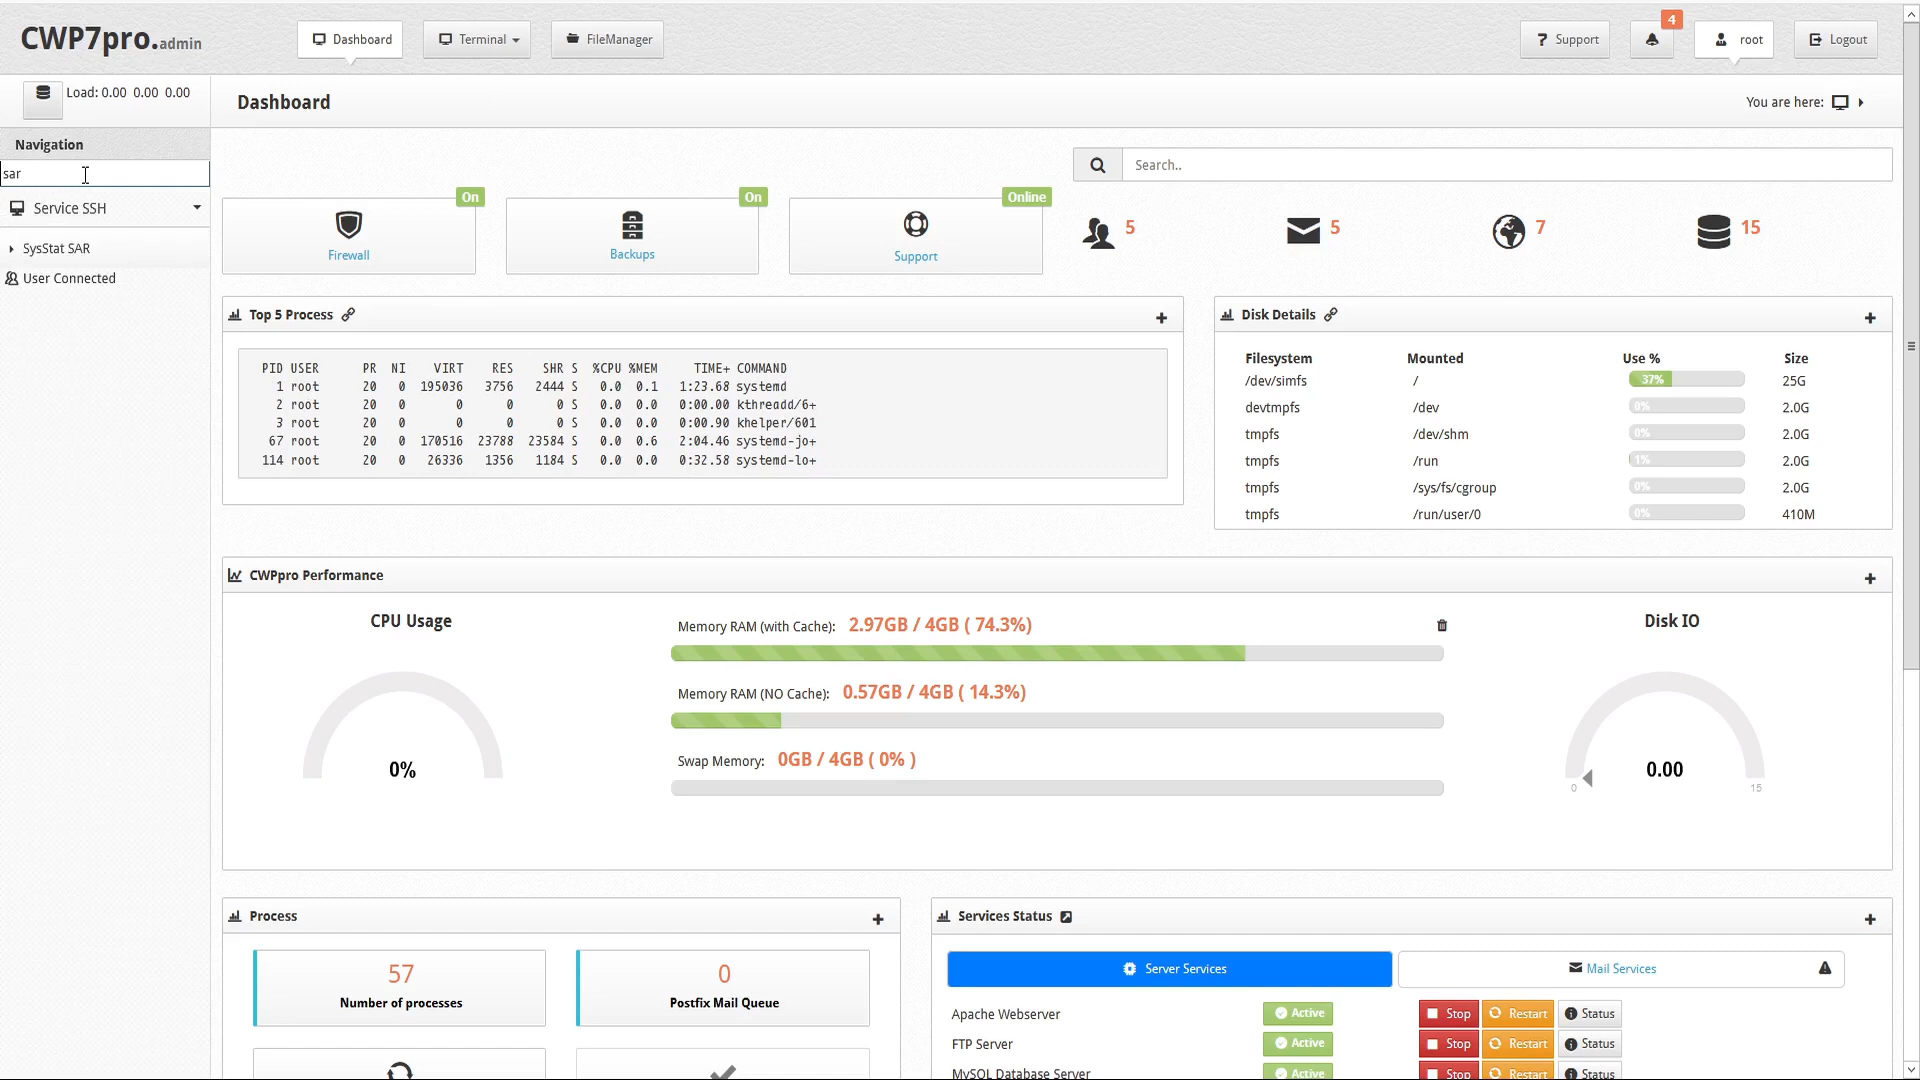 CWP7pro.admin
Dashboard
Terminal
FileManager
Support
4
root
Logout
Load: 0.00 0.00 0.00
Dashboard
You are here:
Navigation
sar
Service SSH
SysStat SAR
User Connected
Search..
On
Firewall
On
Backups
Online
Support
5
5
7
15
Top 5 Process
PID USER PR NI VIRT RES SHR S %CPU %MEM TIME+ COMMAND
1 root 20 0 195036 3756 2444 S 0.0 0.1 1:23.68 systemd
2 root 20 0 0 0 0 S 0.0 0.0 0:00.00 kthreadd/6+
3 root 20 0 0 0 0 S 0.0 0.0 0:00.90 khelper/601
67 root 20 0 170516 23788 23584 S 0.0 0.6 2:04.46 systemd-jo+
114 root 20 0 26336 1356 1184 S 0.0 0.0 0:32.58 systemd-lo+
Disk Details
Filesystem Mounted Use % Size
/dev/simfs / 37% 25G
devtmpfs /dev 0% 2.0G
tmpfs /dev/shm 0% 2.0G
tmpfs /run 1% 2.0G
tmpfs /sys/fs/cgroup 0% 2.0G
tmpfs /run/user/0 0% 410M
CWPpro Performance
CPU Usage
0%
Memory RAM (with Cache): 2.97GB / 4GB ( 74.3%)
Memory RAM (NO Cache): 0.57GB / 4GB ( 14.3%)
Swap Memory: 0GB / 4GB ( 0% )
Disk IO
0.00
0 15
Process
57
Number of processes
0
Postfix Mail Queue
Services Status
Server Services
Mail Services
Apache Webserver Active Stop Restart Status
FTP Server Active Stop Restart Status
MySQL Database Server Active Stop Restart Status